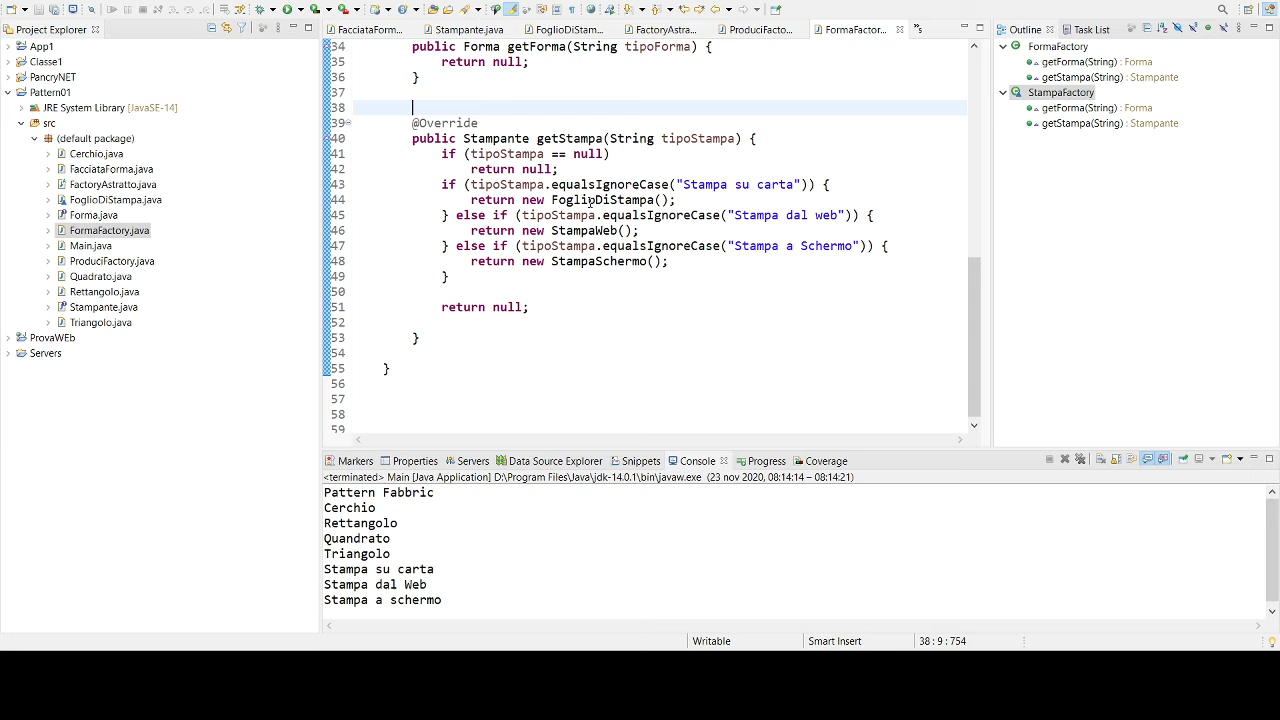 Project Explorer
App1
Classe1
PancryNET
Pattern01
JRE System Library [JavaSE-14]
src
(default package)
Cerchio.java
FacciataForma.java
FactoryAstratto.java
FoglioDiStampa.java
Forma.java
FormaFactory.java
Main.java
ProduciFactory.java
Quadrato.java
Rettangolo.java
Stampante.java
Triangolo.java
ProvaWEb
Servers
FacciataForm...
Stampante.java
FoglioDiStam...
FactoryAstra...
ProduciFacto...
FormaFactor...
34 public Forma getForma(String tipoForma) {
35 return null;
36 }
37
38
39 @Override
40 public Stampante getStampa(String tipoStampa) {
41 if (tipoStampa == null)
42 return null;
43 if (tipoStampa.equalsIgnoreCase("Stampa su carta")) {
44 return new FoglioDiStampa();
45 } else if (tipoStampa.equalsIgnoreCase("Stampa dal web")) {
46 return new StampaWeb();
47 } else if (tipoStampa.equalsIgnoreCase("Stampa a Schermo")) {
48 return new StampaSchermo();
49 }
50
51 return null;
52
53 }
54
55 }
56
57
58
59
Outline
Task List
FormaFactory
getForma(String) : Forma
getStampa(String) : Stampante
StampaFactory
getForma(String) : Forma
getStampa(String) : Stampante
Markers
Properties
Servers
Data Source Explorer
Snippets
Console
Progress
Coverage
<terminated> Main [Java Application] D:\Program Files\Java\jdk-14.0.1\bin\javaw.exe (23 nov 2020, 08:14:14 – 08:14:21)
Pattern Fabbric
Cerchio
Rettangolo
Quandrato
Triangolo
Stampa su carta
Stampa dal Web
Stampa a schermo
Writable
Smart Insert
38 : 9 : 754